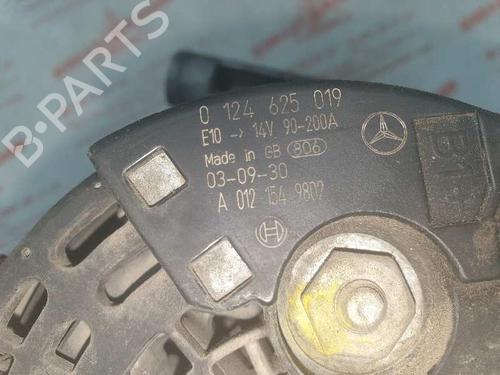 B-PARTS
0 124 625 019
E10 -> 14V 90-200A
Made in GB 806
03-09-30
A 012 154 9802